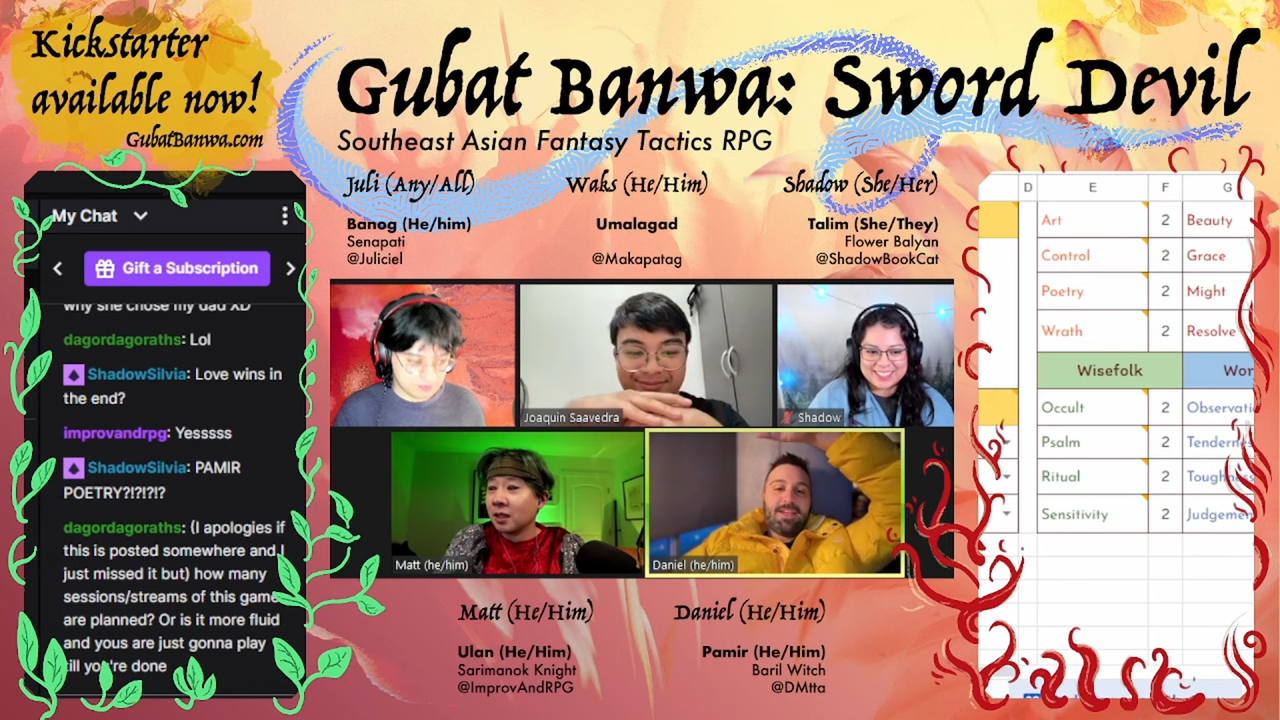 Kickstarter
available now!
GubatBanwa.com
Gubat Banwa: Sword Devil
Southeast Asian Fantasy Tactics RPG
Juli (Any/All)
Banog (He/him)
Senapati
@Juliciel
Waks (He/Him)
Umalagad
@Makapatag
Shadow (She/Her)
Talim (She/They)
Flower Balyan
@ShadowBookCat
My Chat
Gift a Subscription
why she chose my dad XD
dagordagoraths: Lol
ShadowSilvia: Love wins in
the end?
improvandrpg: Yesssss
ShadowSilvia: PAMIR
POETRY?!?!?!?
dagordagoraths: (I apologies if
this is posted somewhere and I
just missed it but) how many
sessions/streams of this game
are planned? Or is it more fluid
and yous are just gonna play
till you're done
Joaquin Saavedra
Shadow
Matt (he/him)
Daniel (he/him)
Matt (He/Him)
Ulan (He/Him)
Sarimanok Knight
@ImprovAndRPG
Daniel (He/Him)
Pamir (He/Him)
Baril Witch
@DMtta
D E F G
Art 2 Beauty
Control 2 Grace
Poetry 2 Might
Wrath 2 Resolve
Wisefolk Wor
Occult 2 Observati
Psalm 2 Tendernes
Ritual 2 Toughness
Sensitivity 2 Judgemen